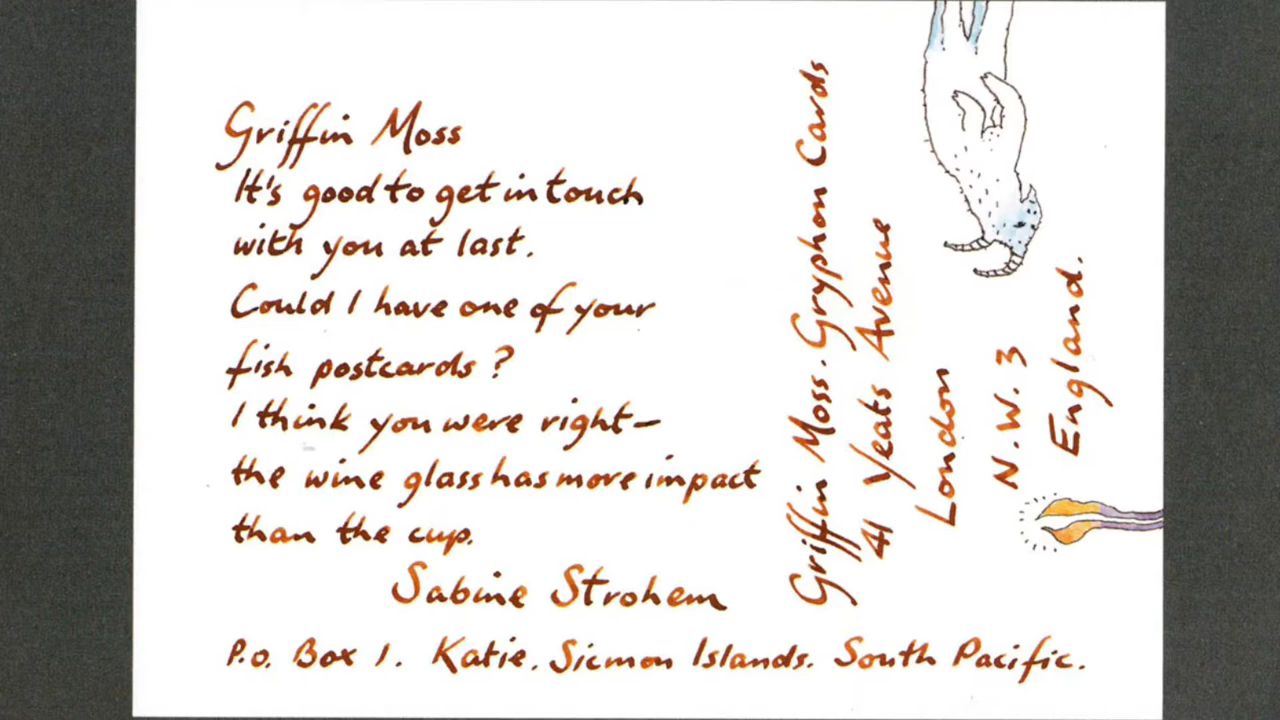 Griffin Moss
It's good to get in touch
with you at last.
Could I have one of your
fish postcards?
I think you were right—
the wine glass has more impact
than the cup.
Sabine Strohem
P.O. Box 1. Katie. Sicmon Islands. South Pacific.
Griffin Moss. Gryphon Cards
41 Yeats Avenue
London
N.W. 3
England.